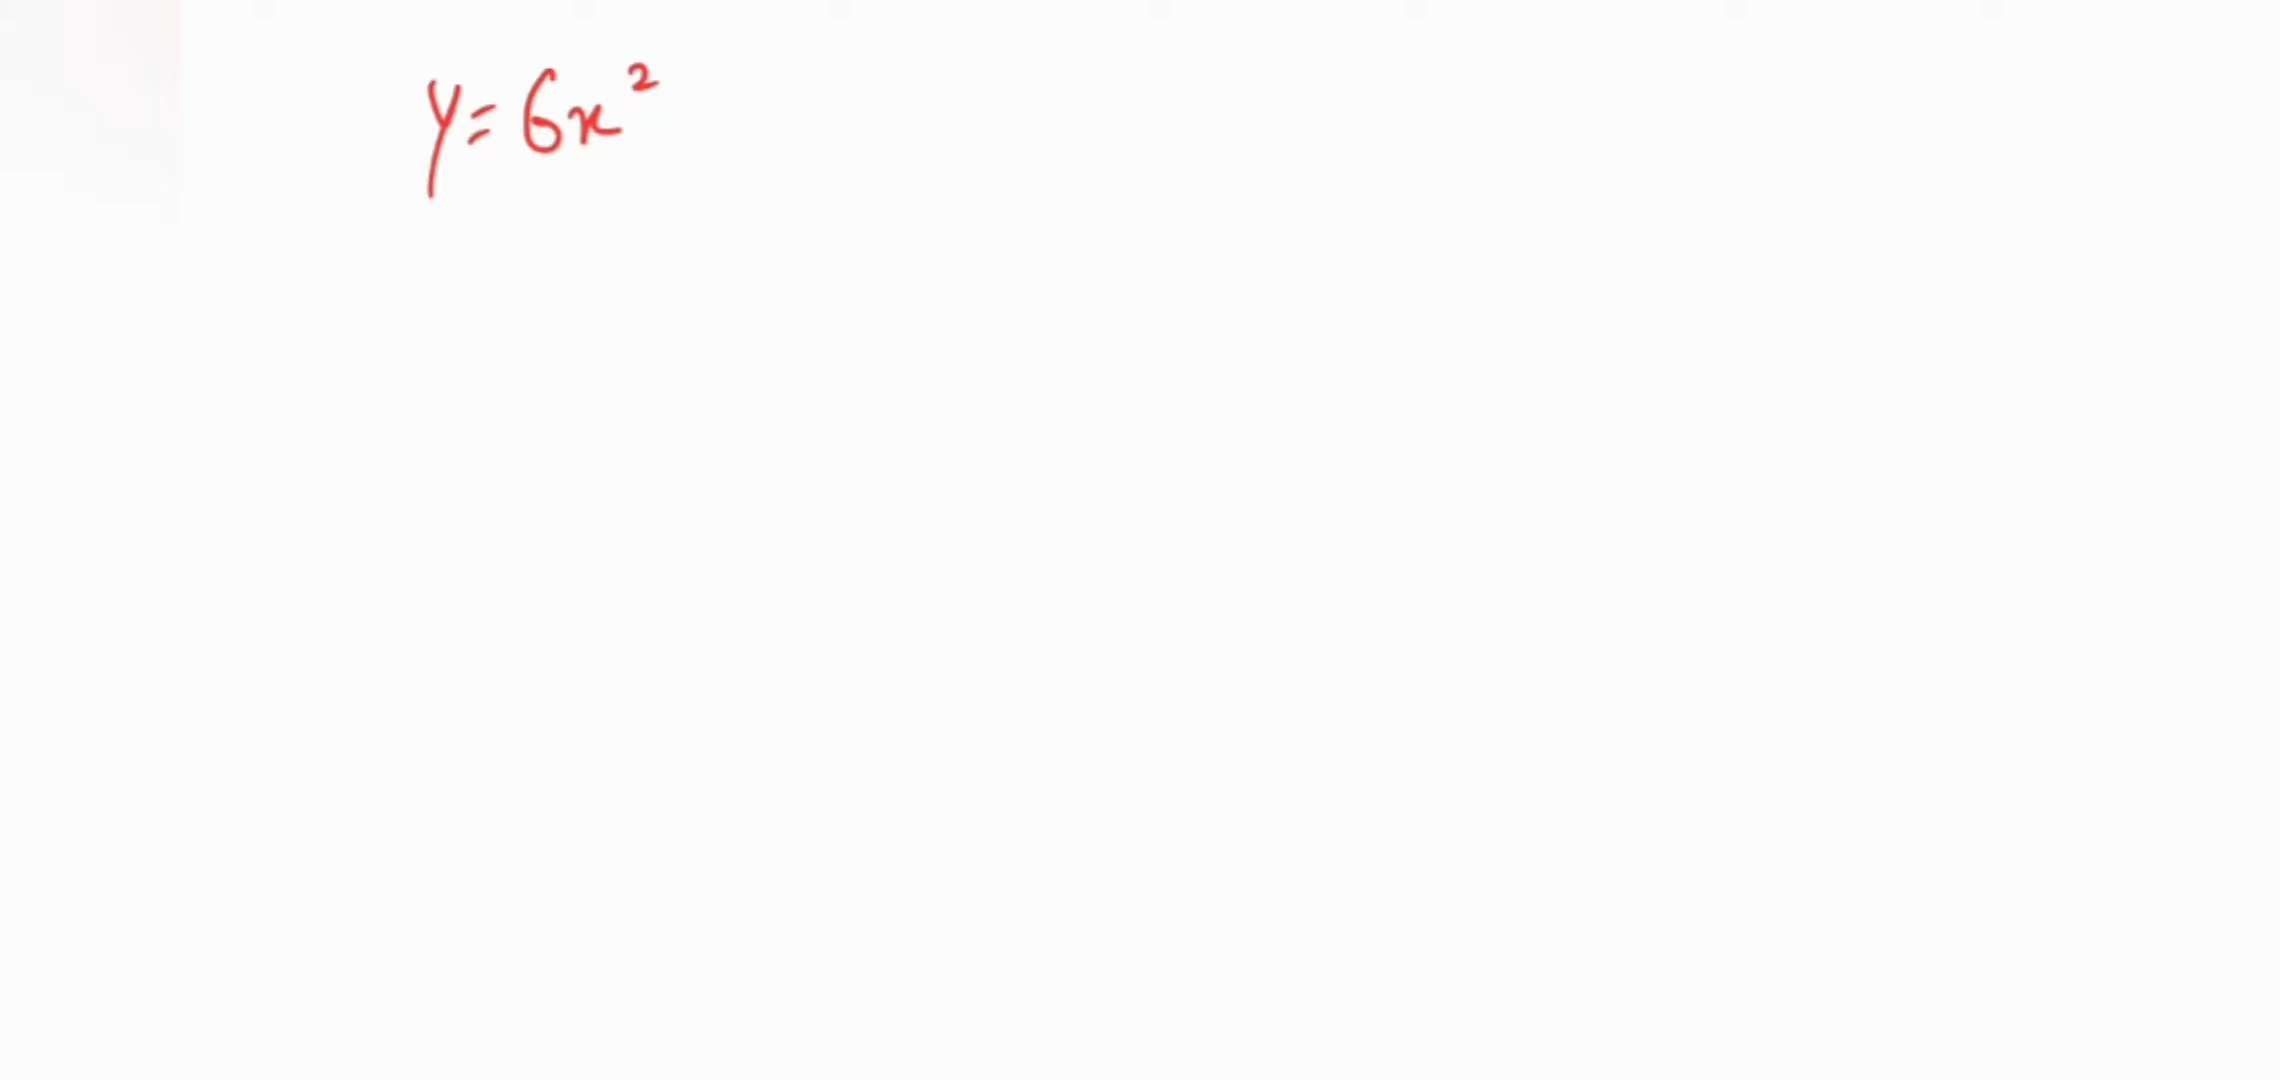 y = 6x²